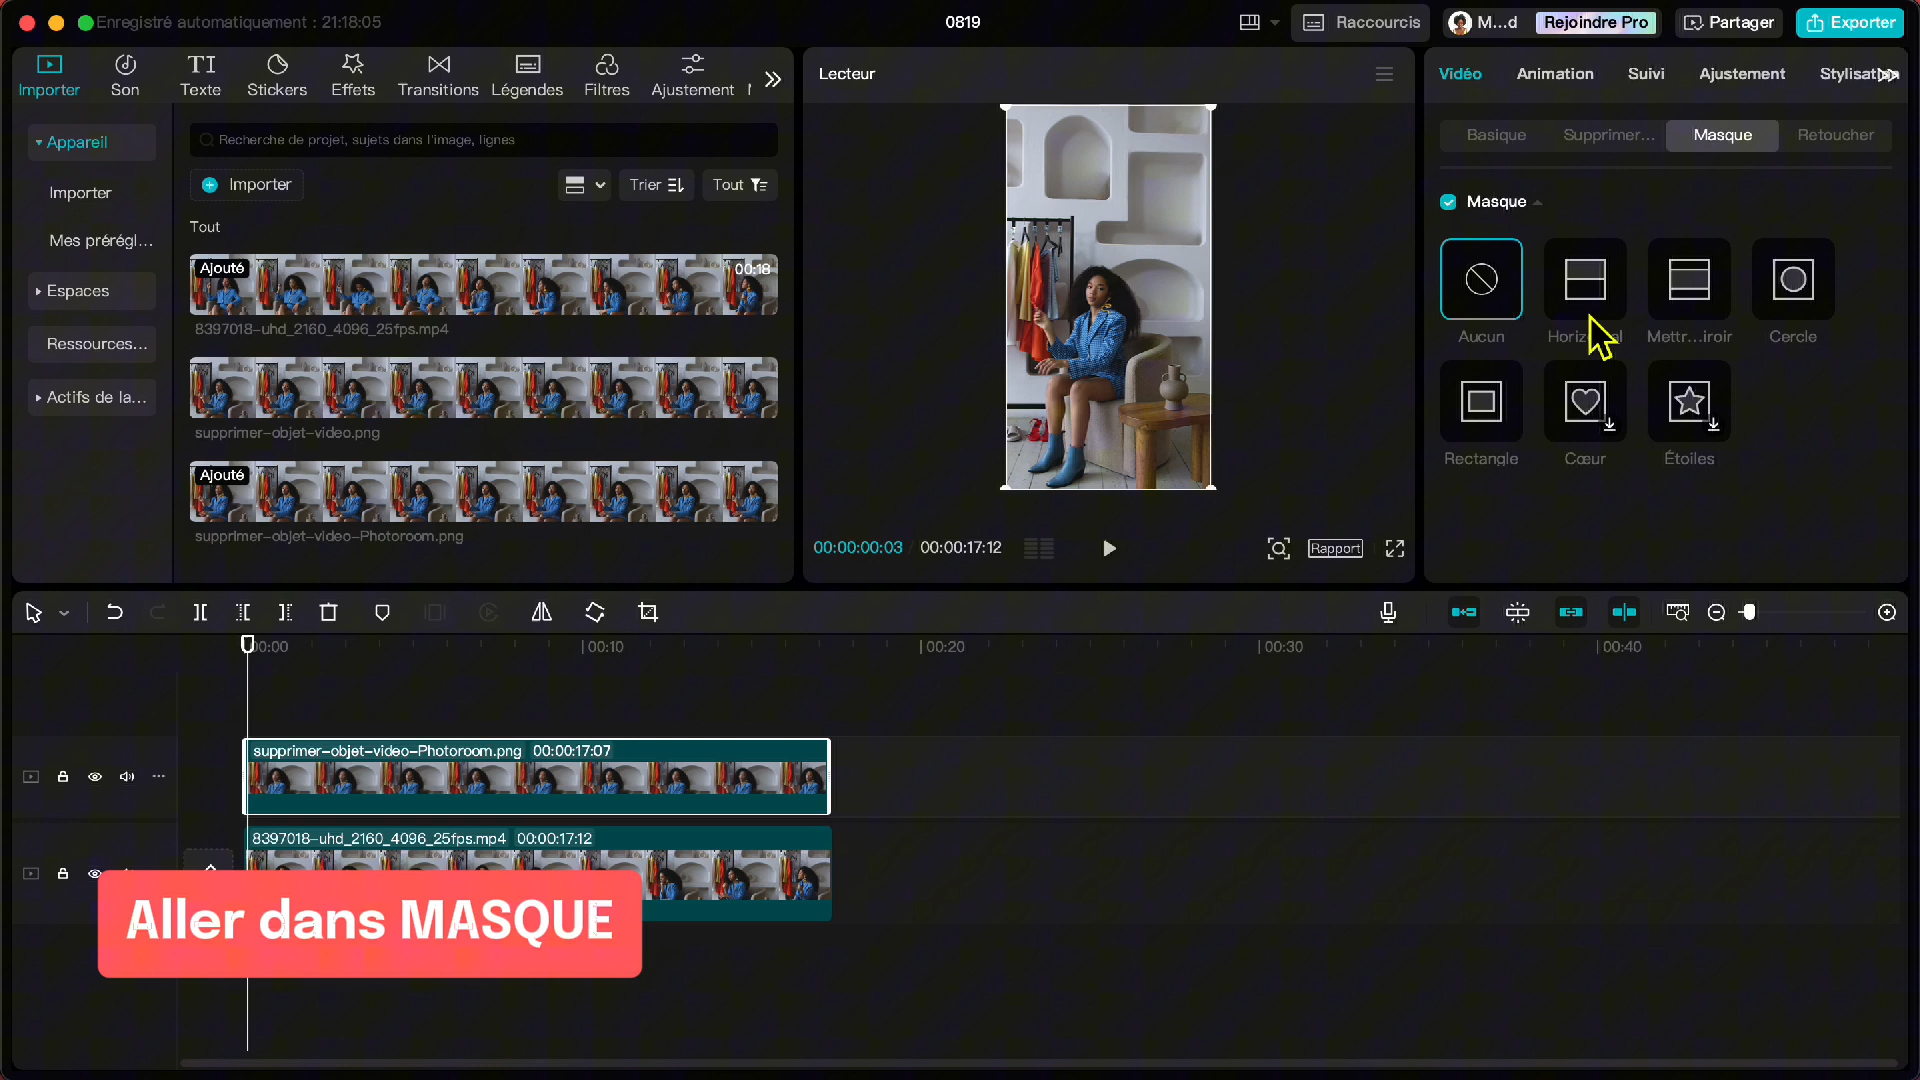 Enregistré automatiquement : 21:18:05
0819
Raccourcis
M...d
Rejoindre Pro
Partager
Exporter
Importer
Son
Texte
Stickers
Effets
Transitions
Légendes
Filtres
Ajustement
Appareil
Importer
Mes prérégl...
Espaces
Ressources...
Actifs de la...
Recherche de projet, sujets dans l'image, lignes
Importer
Trier
Tout
Tout
Ajouté
00:18
8397018-uhd_2160_4096_25fps.mp4
supprimer-objet-video.png
Ajouté
supprimer-objet-video-Photoroom.png
Lecteur
00:00:00:03 / 00:00:17:12
Rapport
Vidéo
Animation
Suivi
Ajustement
Basique
Supprimer...
Masque
Retoucher
Masque
Aucun
Mettr...iroir
Cercle
Rectangle
Cœur
Étoiles
00:00
00:10
00:20
00:30
00:40
supprimer-objet-video-Photoroom.png 00:00:17:07
8397018-uhd_2160_4096_25fps.mp4 00:00:17:12
Aller dans MASQUE